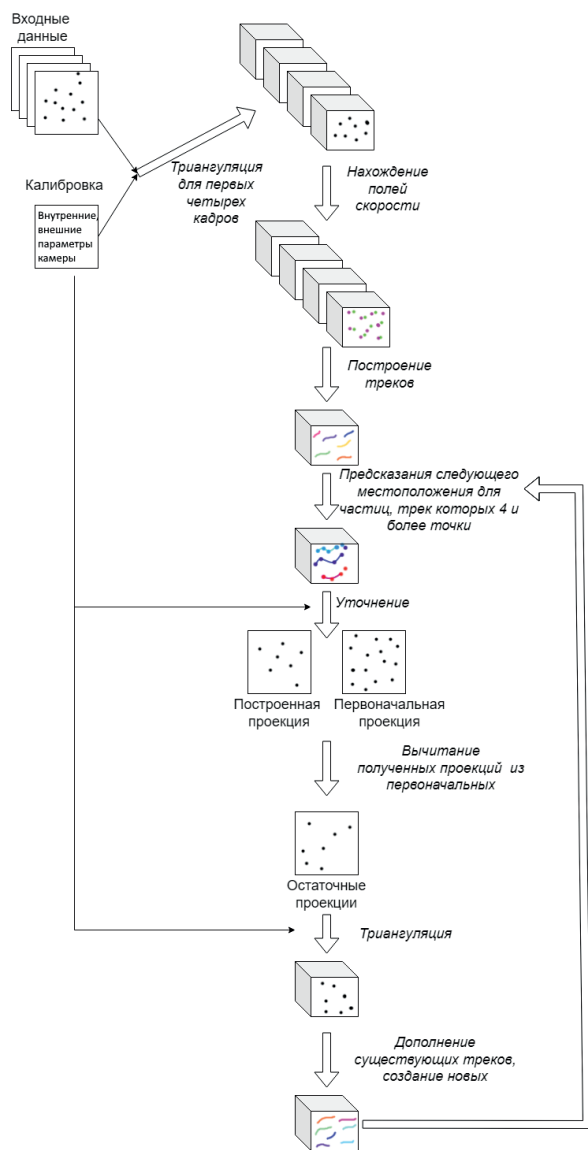 Входные
данные
Триангуляция
для первых
четырех
кадров
Нахождение
полей
скорости
Калибровка
Внутренние,
внешние
параметры
камеры
Построение
треков
Предсказания следующего
местоположения для
частиц, трек которых 4 и
более точки
Уточнение
Построенная
проекция
Первоначальная
проекция
Вычитание
полученных проекций из
первоначальных
Остаточные
проекции
Триангуляция
Дополнение
существующих треков,
создание новых